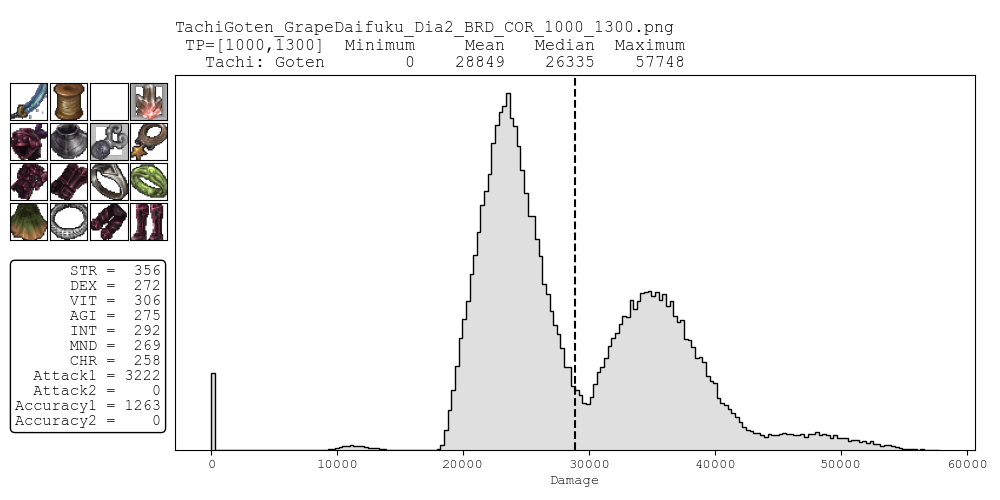 TachiGoten_GrapeDaifuku_Dia2_BRD_COR_1000_1300.png
TP=[1000,1300] Minimum Mean Median Maximum
Tachi: Goten 0 28849 26335 57748
STR = 356
DEX = 272
VIT = 306
AGI = 275
INT = 292
MND = 269
CHR = 258
Attack1 = 3222
Attack2 = 0
Accuracy1 = 1263
Accuracy2 = 0
0 10000 20000 30000 40000 50000 60000
Damage